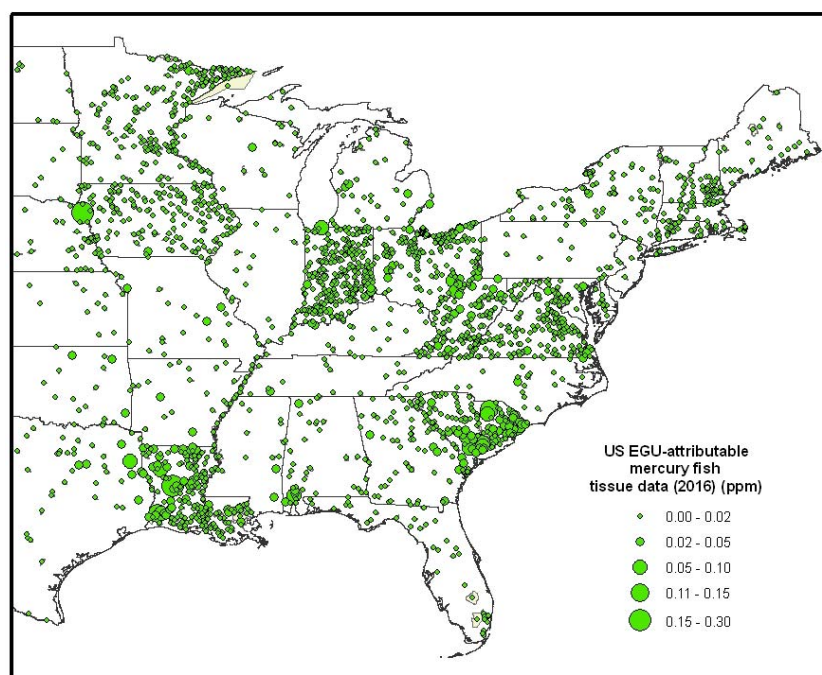 US EGU-attributable
mercury fish
tissue data (2016) (ppm)
0.00 - 0.02
0.02 - 0.05
0.05 - 0.10
0.11 - 0.15
0.15 - 0.30